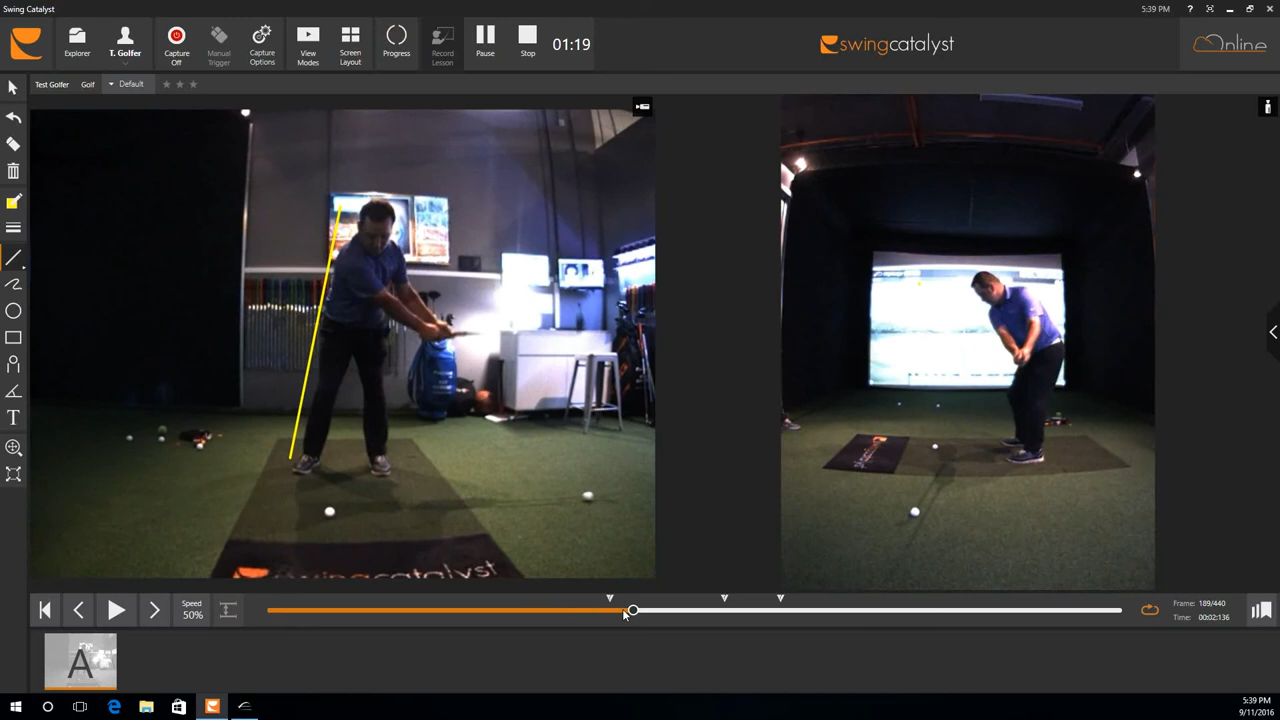 Swing Catalyst
5:39 PM
Explorer
T. Golfer
Capture Off
Manual Trigger
Capture Options
View Modes
Screen Layout
Progress
Record Lesson
Pause
Stop
01:19
swingcatalyst
Online
Test Golfer Golf Default
T
swingcatalyst
Speed
50%
Frame: 189/440
Time: 00:02:136
A
5:39 PM
9/11/2016